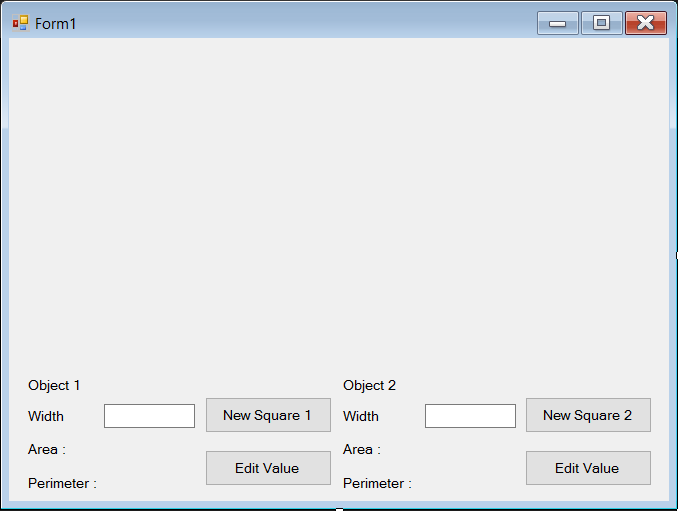 Form1
Object 1
Width
New Square 1
Area :
Edit Value
Perimeter :
Object 2
Width
New Square 2
Area :
Edit Value
Perimeter :